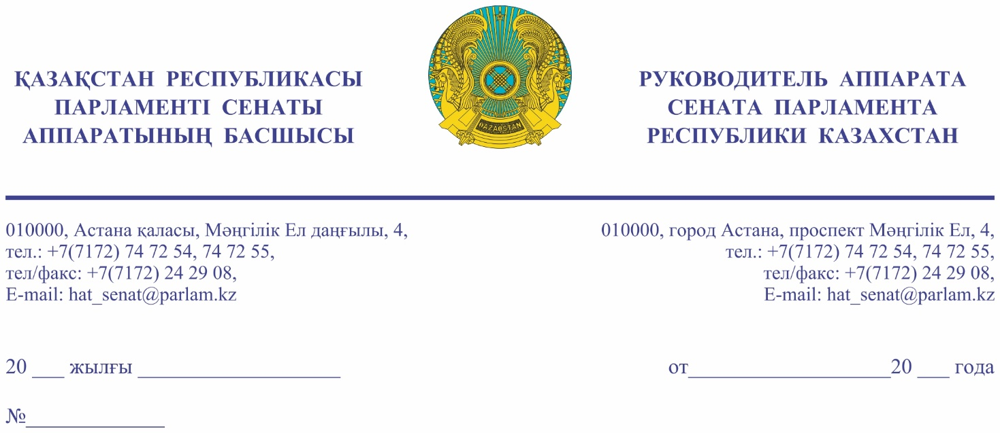 ҚАЗАҚСТАН РЕСПУБЛИКАСЫ
ПАРЛАМЕНТІ СЕНАТЫ
АППАРАТЫНЫҢ БАСШЫСЫ
QAZAQSTAN
РУКОВОДИТЕЛЬ АППАРАТА
СЕНАТА ПАРЛАМЕНТА
РЕСПУБЛИКИ КАЗАХСТАН
010000, Астана қаласы, Мәңгілік Ел даңғылы, 4,
тел.: +7(7172) 74 72 54, 74 72 55,
тел/факс: +7(7172) 24 29 08,
E-mail: hat_senat@parlam.kz
010000, город Астана, проспект Мәңгілік Ел, 4,
тел.: +7(7172) 74 72 54, 74 72 55,
тел/факс: +7(7172) 24 29 08,
E-mail: hat_senat@parlam.kz
20 ___ жылғы ___________________
от___________________20 ___ года
№_____________